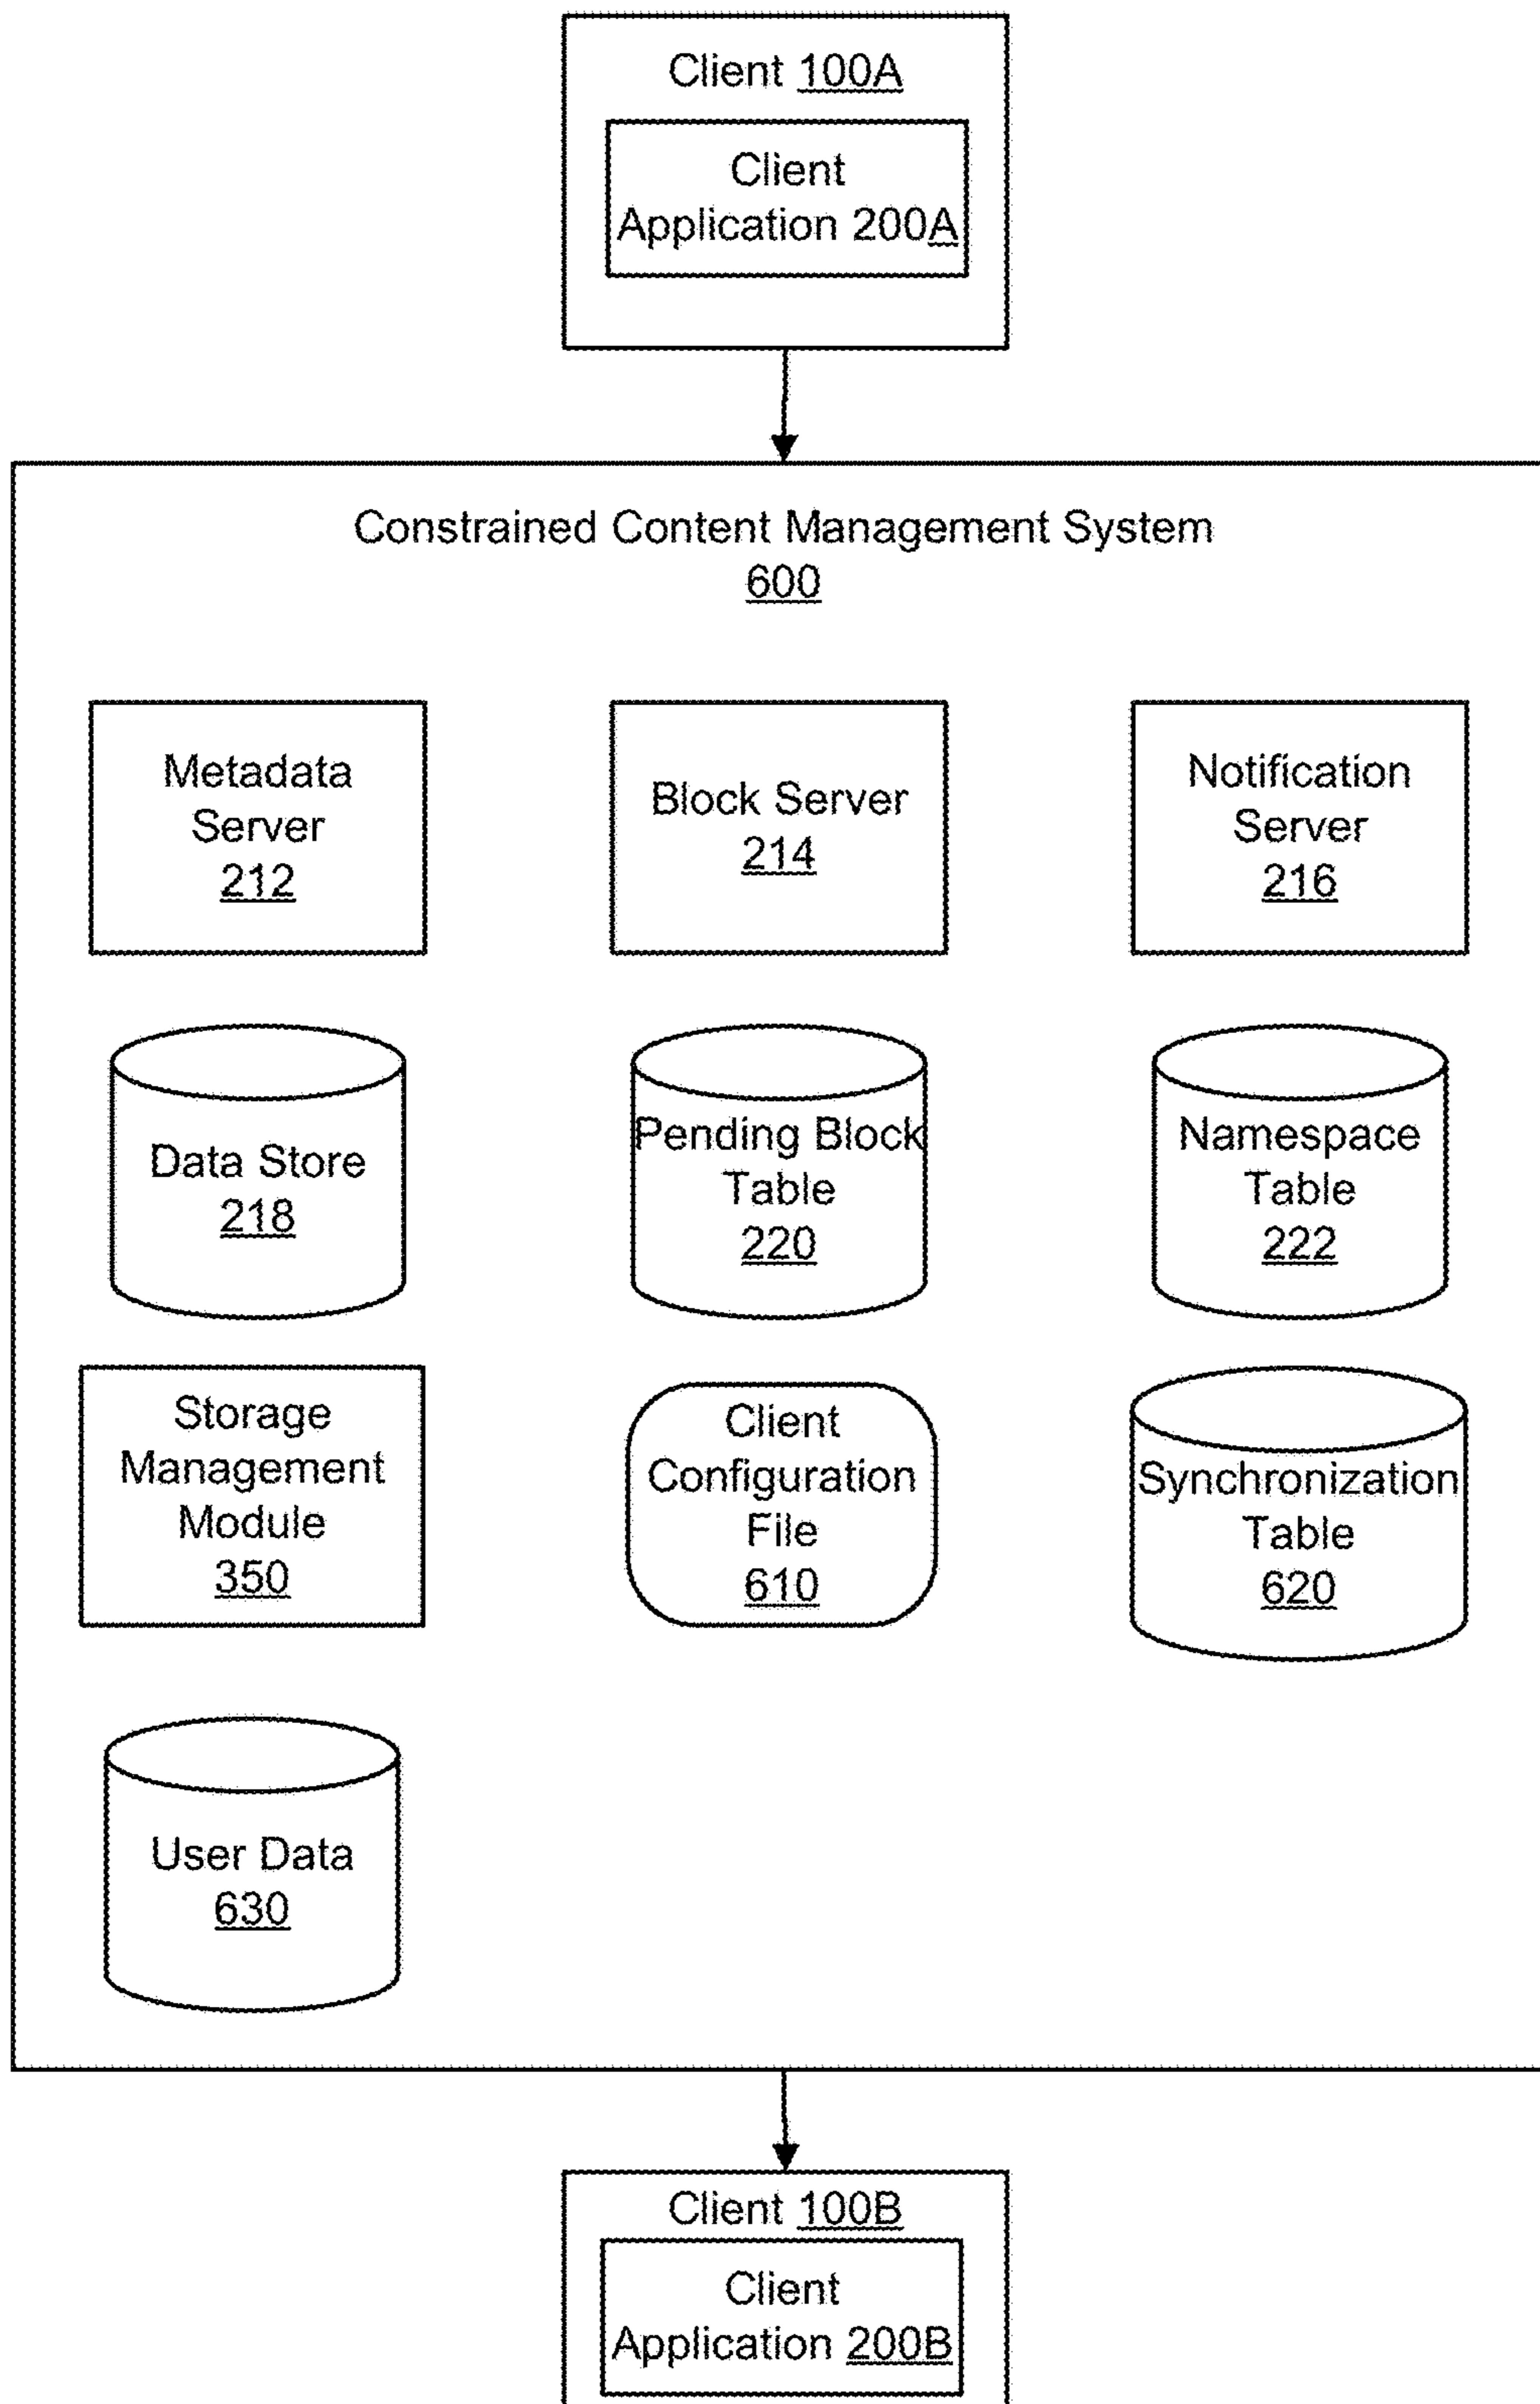 Client 100A
Client
Application 200A
Constrained Content Management System
600
Metadata
Server
212
Block Server
214
Notification
Server
216
Data Store
218
Pending Block
Table
220
Namespace
Table
222
Storage
Management
Module
350
Client
Configuration
File
610
Synchronization
Table
620
User Data
630
Client 100B
Client
Application 200B